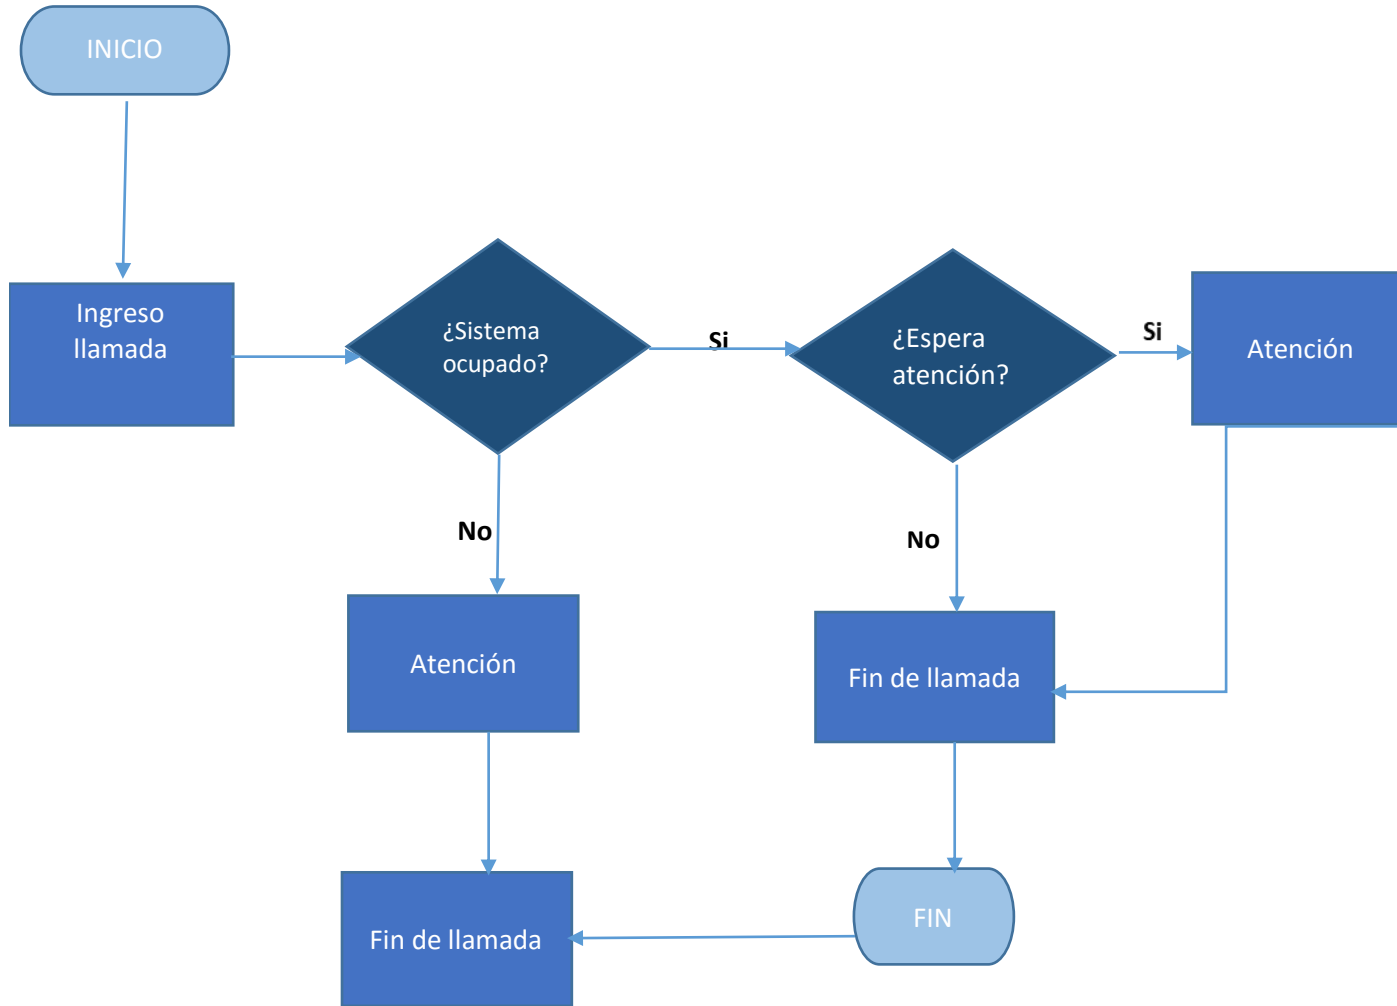 INICIO
Ingreso
llamada
¿Sistema
ocupado?
Si
¿Espera
atención?
Si
Atención
No
No
Atención
Fin de llamada
Fin de llamada
FIN